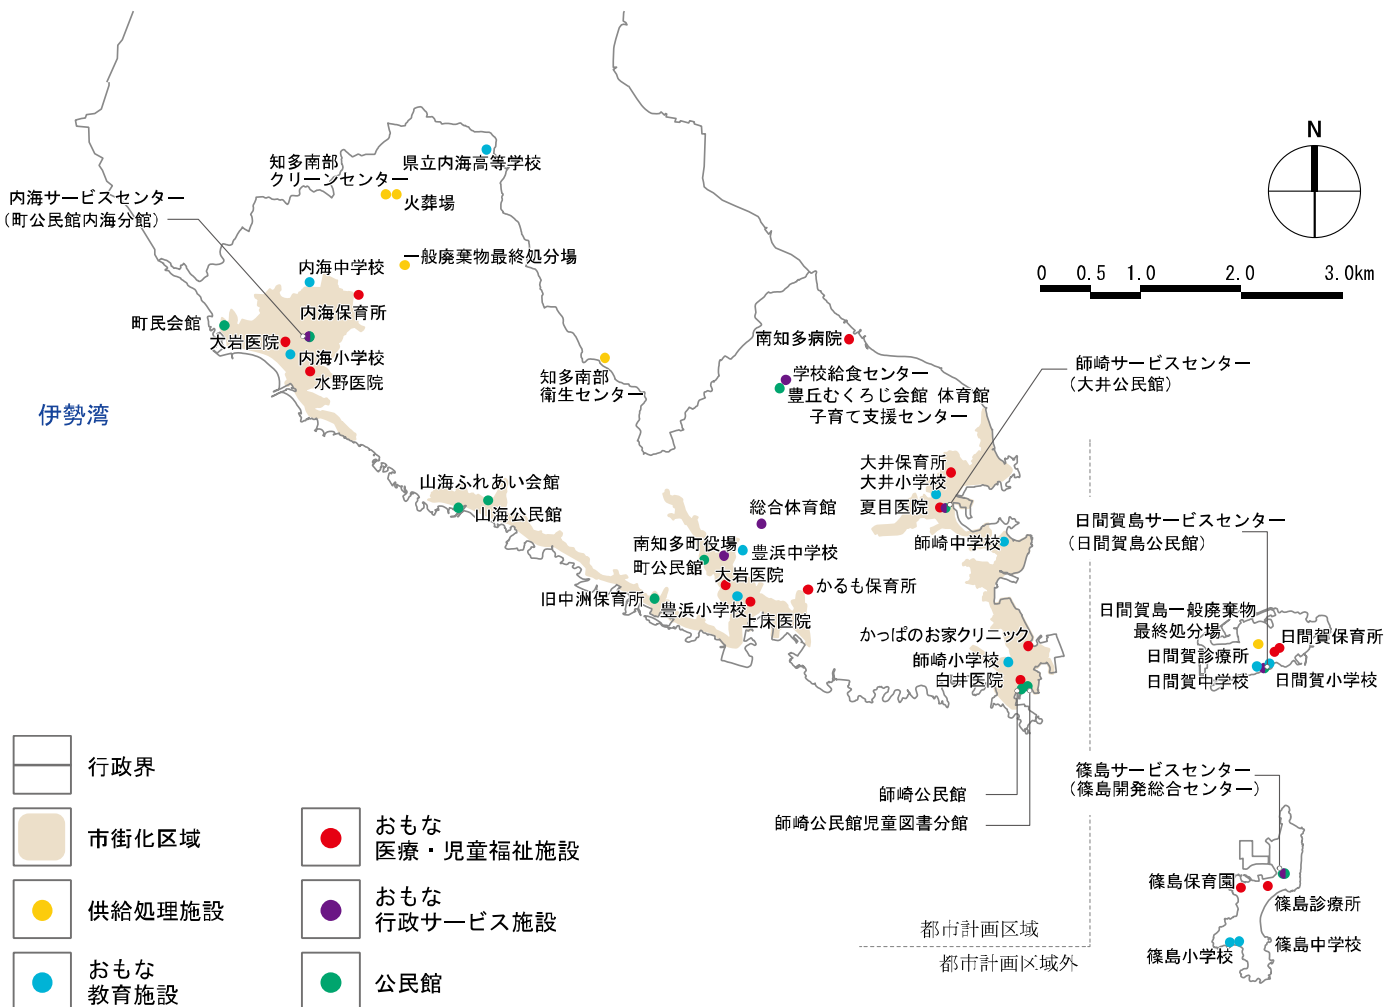 N
0 0.5 1.0 2.0 3.0km
知多南部
クリーンセンター
県立内海高等学校
火葬場
内海サービスセンター
(町公民館内海分館)
内海中学校
一般廃棄物最終処分場
内海保育所
町民会館
大岩医院
内海小学校
水野医院
伊勢湾
知多南部
衛生センター
南知多病院
学校給食センター
豊丘むくろじ会館 体育館
子育て支援センター
師崎サービスセンター
(大井公民館)
大井保育所
大井小学校
夏目医院
師崎中学校
山海ふれあい会館
山海公民館
総合体育館
南知多町役場
町公民館
豊浜中学校
大岩医院
旧中洲保育所
豊浜小学校
上床医院
かるも保育所
日間賀島サービスセンター
(日間賀島公民館)
日間賀島一般廃棄物
最終処分場
日間賀保育所
日間賀診療所
日間賀中学校
日間賀小学校
かっぱのお家クリニック
師崎小学校
白井医院
師崎公民館
師崎公民館児童図書分館
篠島サービスセンター
(篠島開発総合センター)
篠島保育園
篠島診療所
篠島小学校
篠島中学校
都市計画区域
都市計画区域外
行政界
市街化区域
供給処理施設
おもな
教育施設
おもな
医療・児童福祉施設
おもな
行政サービス施設
公民館